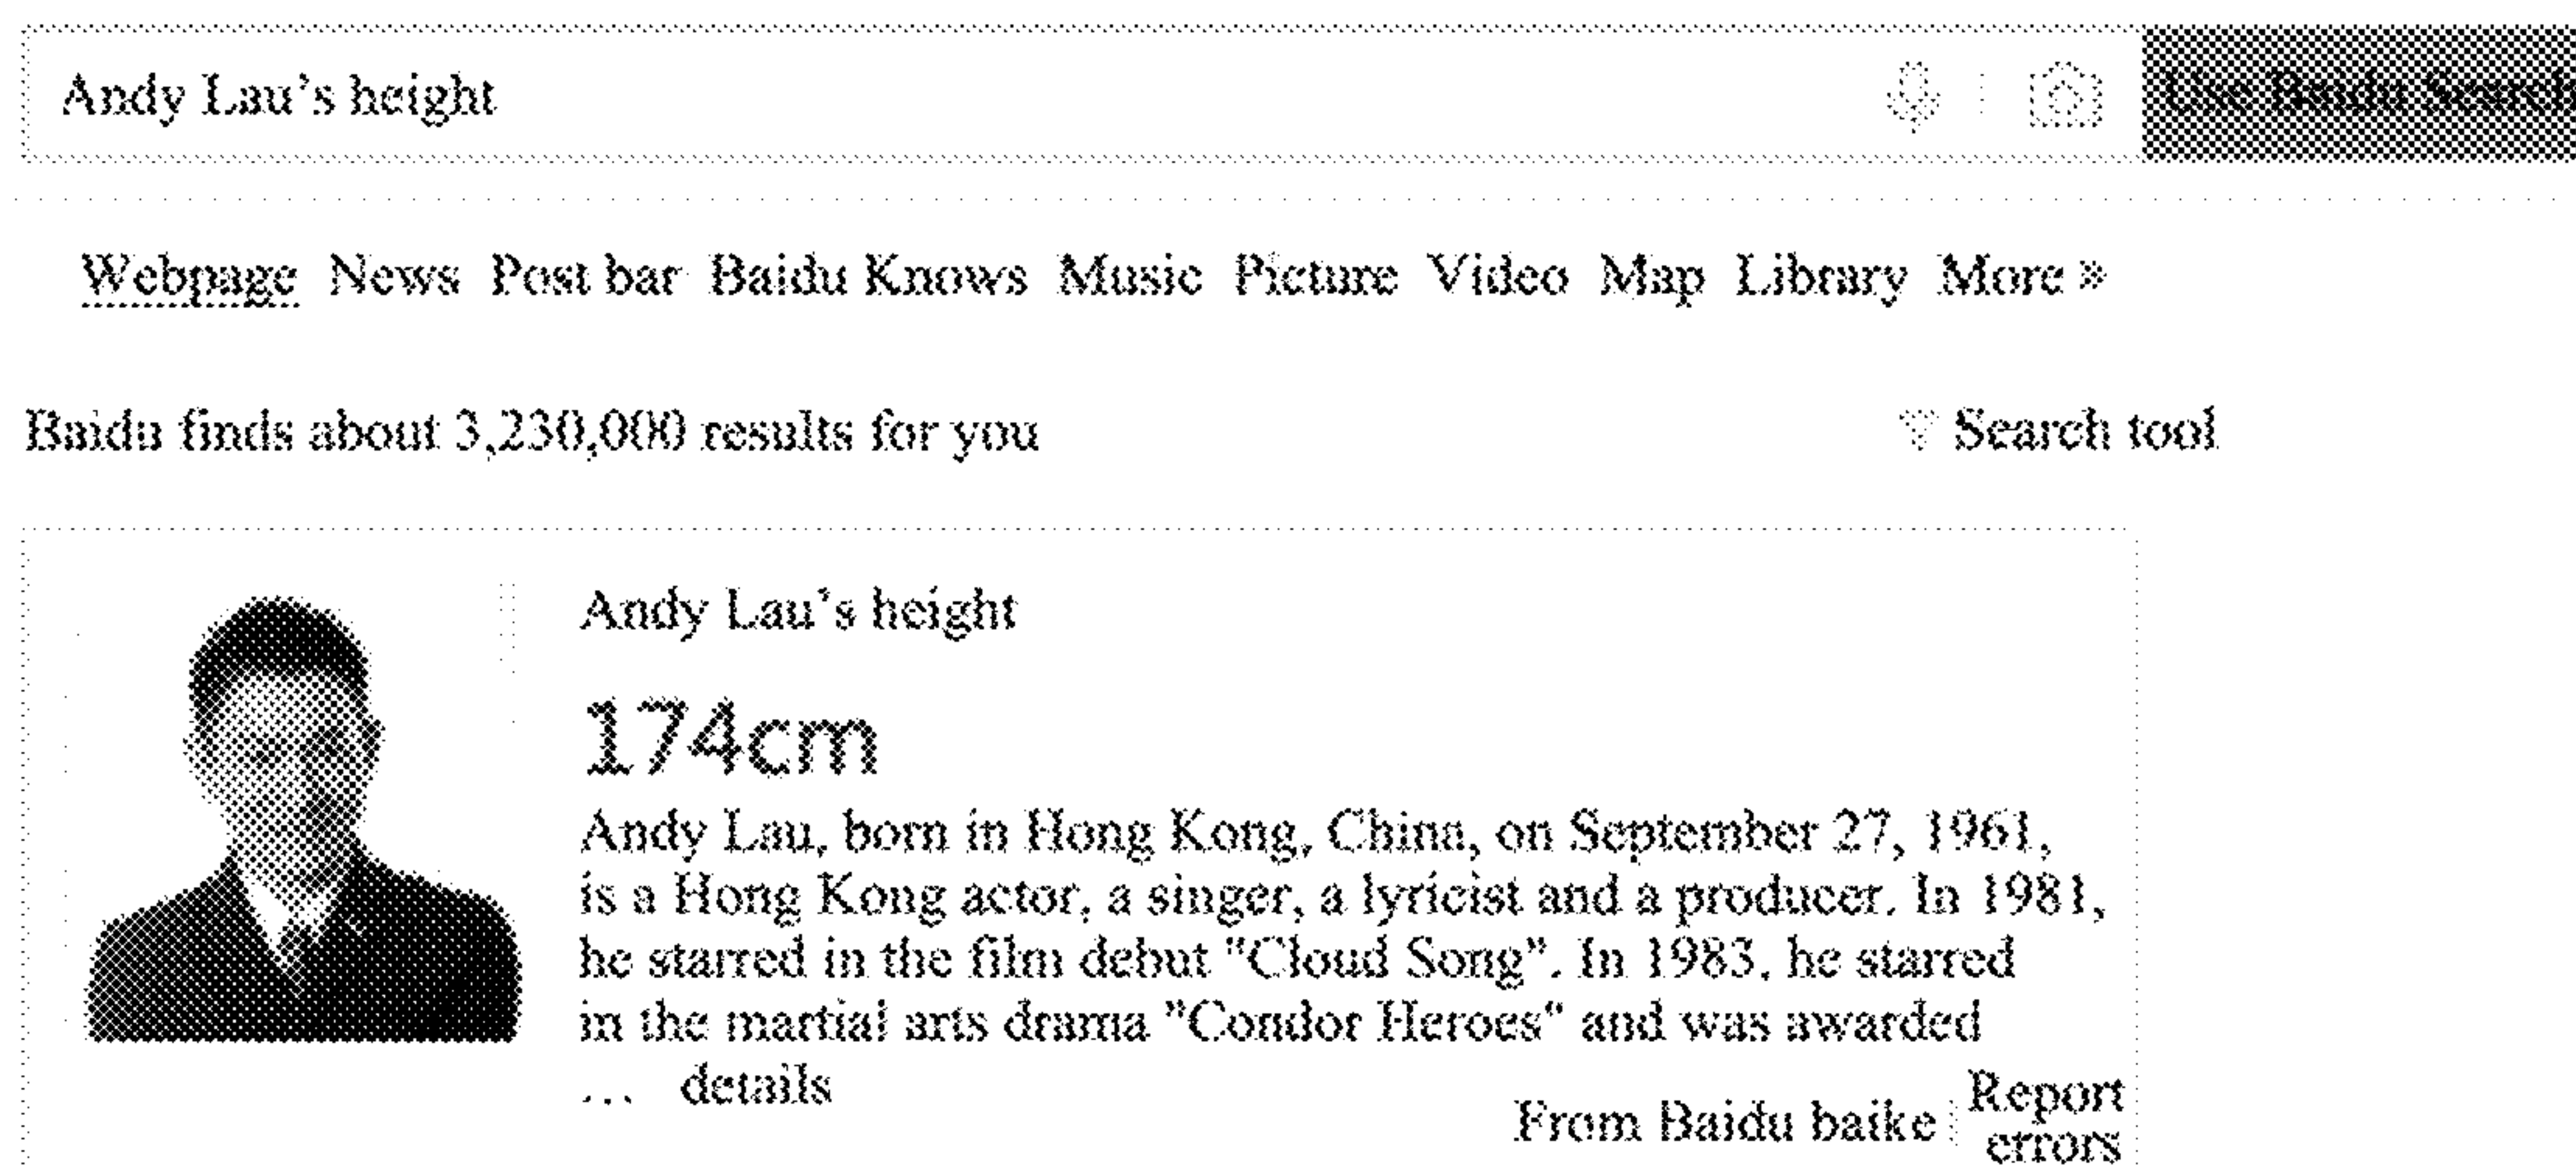 Andy Lau's height
Use Baidu Search
Webpage News Post bar Baidu Knows Music Picture Video Map Library More »
Baidu finds about 3,230,000 results for you
Search tool
Andy Lau's height
174cm
Andy Lau, born in Hong Kong, China, on September 27, 1961,
is a Hong Kong actor, a singer, a lyricist and a producer. In 1981,
he starred in the film debut "Cloud Song". In 1983, he starred
in the martial arts drama "Condor Heroes" and was awarded
... details
From Baidu baike
Report
errors